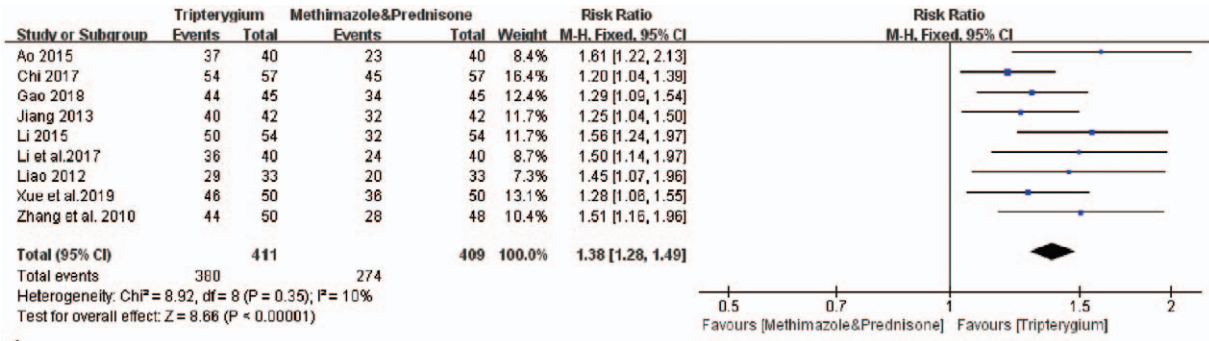 Tripterygium Methimazole&Prednisone Risk Ratio Risk Ratio
Study or Subgroup Events Total Events Total Weight M-H, Fixed, 95% CI M-H, Fixed, 95% CI
Ao 2015 37 40 23 40 8.4% 1.61 [1.22, 2.13]
Chi 2017 54 57 45 57 16.4% 1.20 [1.04, 1.39]
Gao 2018 44 45 34 45 12.4% 1.29 [1.09, 1.54]
Jiang 2013 40 42 32 42 11.7% 1.25 [1.04, 1.50]
Li 2015 50 54 32 54 11.7% 1.56 [1.24, 1.97]
Li et al.2017 36 40 24 40 8.7% 1.50 [1.14, 1.97]
Liao 2012 29 33 20 33 7.3% 1.45 [1.07, 1.96]
Xue et al.2019 46 50 36 50 13.1% 1.28 [1.06, 1.55]
Zhang et al. 2010 44 50 28 48 10.4% 1.51 [1.16, 1.96]
Total (95% CI) 411 409 100.0% 1.38 [1.28, 1.49]
Total events 380 274
Heterogeneity: Chi² = 8.92, df = 8 (P = 0.35); I² = 10%
Test for overall effect: Z = 8.66 (P < 0.00001)
0.5 0.7 1 1.5 2
Favours [Methimazole&Prednisone] Favours [Tripterygium]